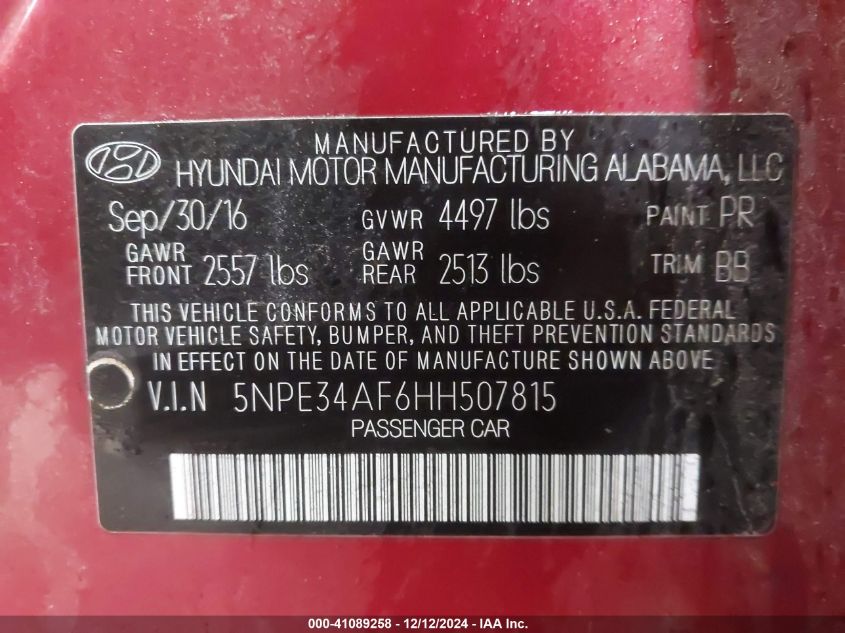 MANUFACTURED BY
HYUNDAI MOTOR MANUFACTURING ALABAMA, LLC
Sep/30/16 GVWR 4497 lbs PAINT PR
GAWR FRONT 2557 lbs GAWR REAR 2513 lbs TRIM BB
THIS VEHICLE CONFORMS TO ALL APPLICABLE U.S.A. FEDERAL
MOTOR VEHICLE SAFETY, BUMPER, AND THEFT PREVENTION STANDARDS
IN EFFECT ON THE DATE OF MANUFACTURE SHOWN ABOVE
V.I.N 5NPE34AF6HH507815
PASSENGER CAR
000-41089258 - 12/12/2024 - IAA Inc.